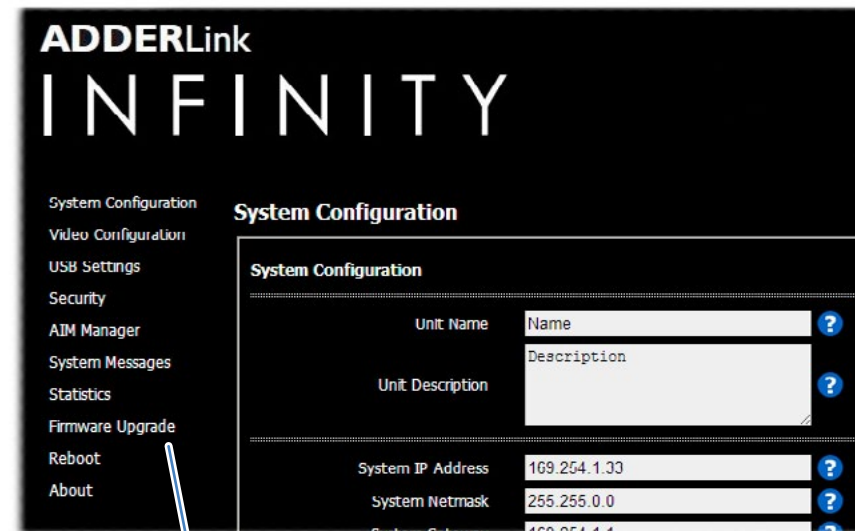 ADDERLink
INFINITY
System Configuration
Video Configuration
USB Settings
Security
AIM Manager
System Messages
Statistics
Firmware Upgrade
Reboot
About
System Configuration
System Configuration
Unit Name Name ?
Unit Description Description ?
System IP Address 169.254.1.33 ?
System Netmask 255.255.0.0 ?